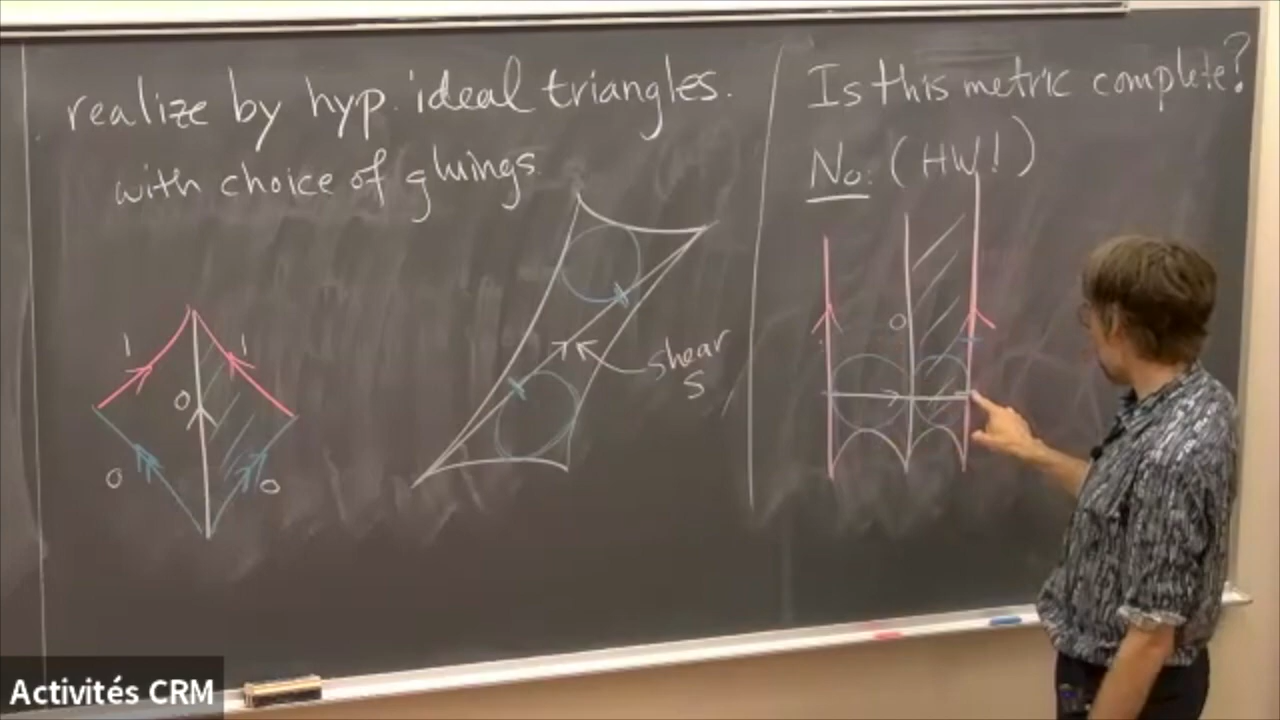 realize by hyp. ideal triangles.
with choice of gluings
1
1
0
0
0
shear
s
Is this metric complete?
No: (HW!)
0
Activités CRM